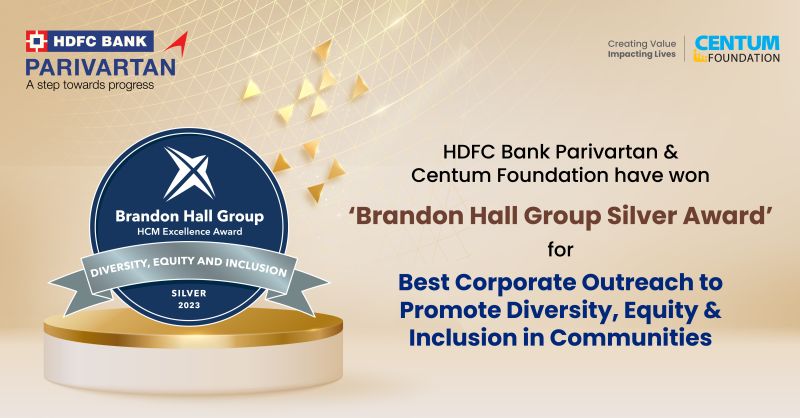 HDFC BANK
PARIVARTAN
A step towards progress
Creating Value
Impacting Lives
CENTUM
FOUNDATION
Brandon Hall Group
HCM Excellence Award
DIVERSITY, EQUITY AND INCLUSION
SILVER
2023
HDFC Bank Parivartan &
Centum Foundation have won
‘Brandon Hall Group Silver Award’
for
Best Corporate Outreach to
Promote Diversity, Equity &
Inclusion in Communities